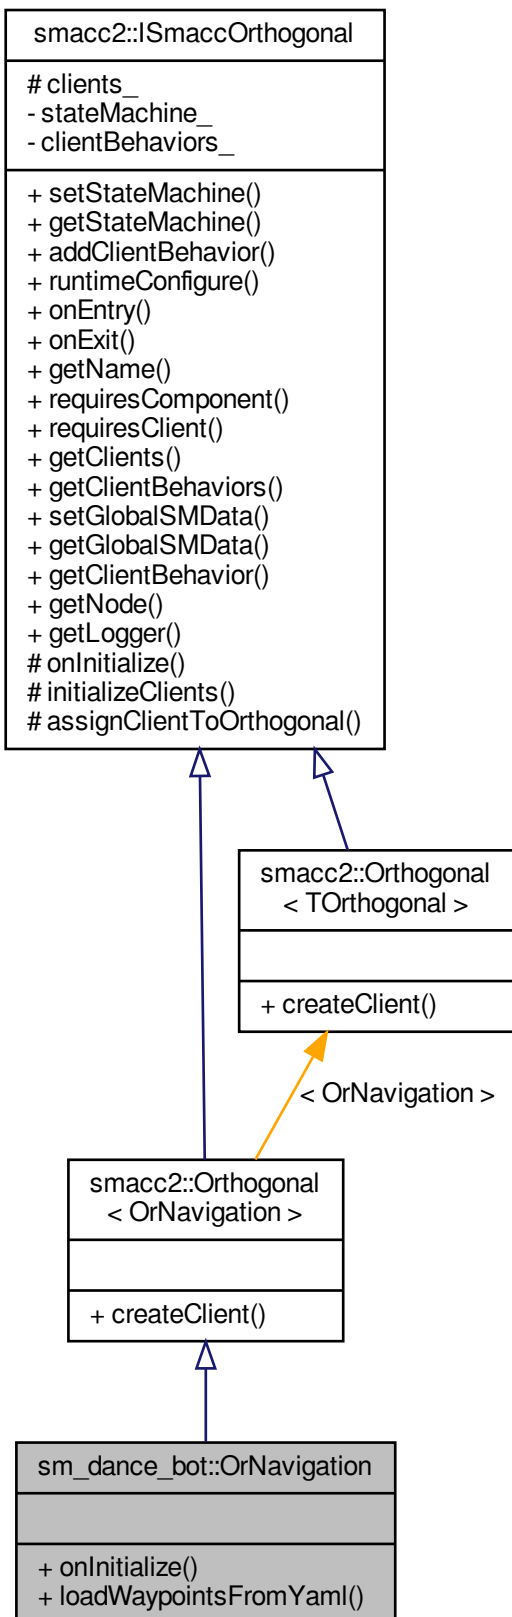 smacc2::ISmaccOrthogonal
# clients_
- stateMachine_
- clientBehaviors_
+ setStateMachine()
+ getStateMachine()
+ addClientBehavior()
+ runtimeConfigure()
+ onEntry()
+ onExit()
+ getName()
+ requiresComponent()
+ requiresClient()
+ getClients()
+ getClientBehaviors()
+ setGlobalSMData()
+ getGlobalSMData()
+ getClientBehavior()
+ getNode()
+ getLogger()
# onInitialize()
# initializeClients()
# assignClientToOrthogonal()
smacc2::Orthogonal
< TOrthogonal >
+ createClient()
< OrNavigation >
smacc2::Orthogonal
< OrNavigation >
+ createClient()
sm_dance_bot::OrNavigation
+ onInitialize()
+ loadWaypointsFromYaml()